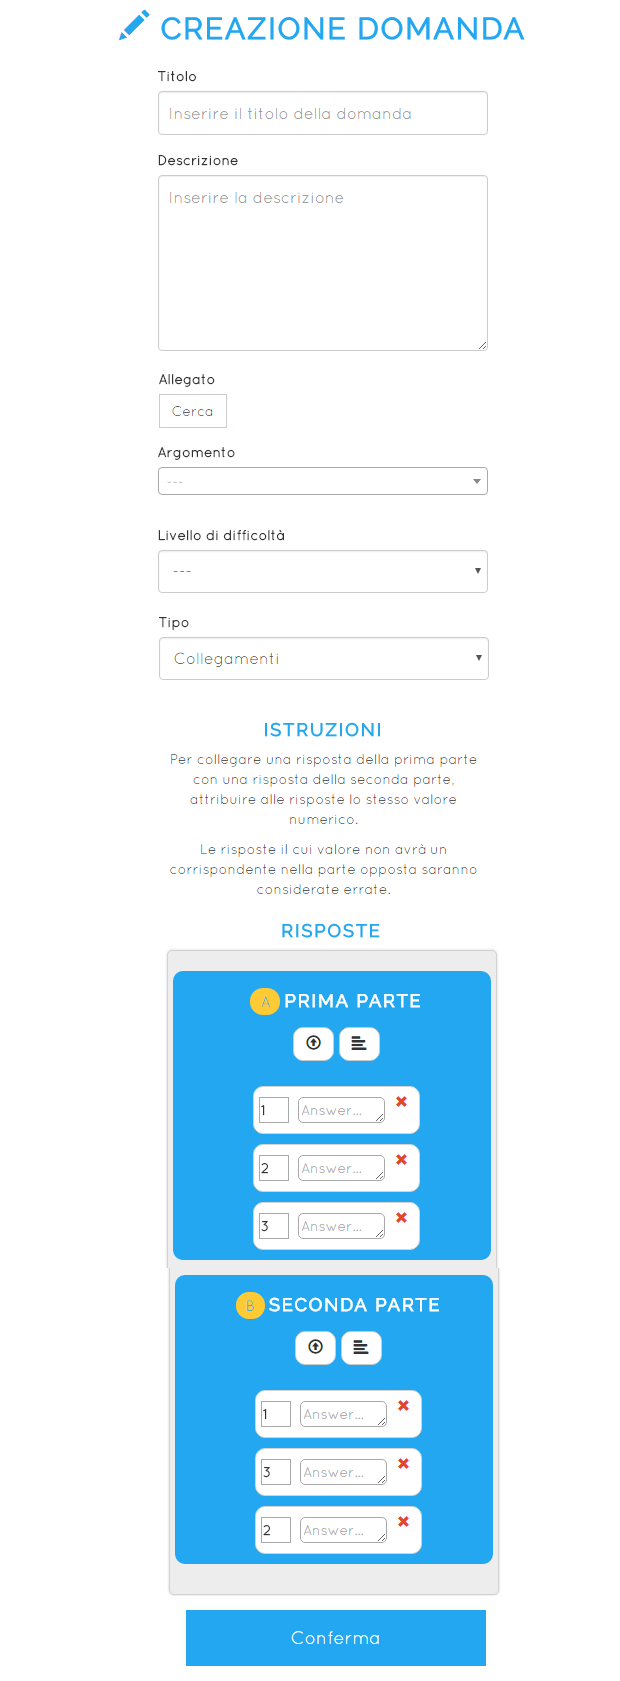 CREAZIONE DOMANDA
Titolo
Inserire il titolo della domanda
Descrizione
Inserire la descrizione
Allegato
Cerca
Argomento
---
Livello di difficoltà
---
Tipo
Collegamenti
ISTRUZIONI
Per collegare una risposta della prima parte
con una risposta della seconda parte,
attribuire alle risposte lo stesso valore
numerico.
Le risposte il cui valore non avrà un
corrispondente nella parte opposta saranno
considerate errate.
RISPOSTE
A PRIMA PARTE
1 Answer...
2 Answer...
3 Answer...
B SECONDA PARTE
1 Answer...
3 Answer...
2 Answer...
Conferma